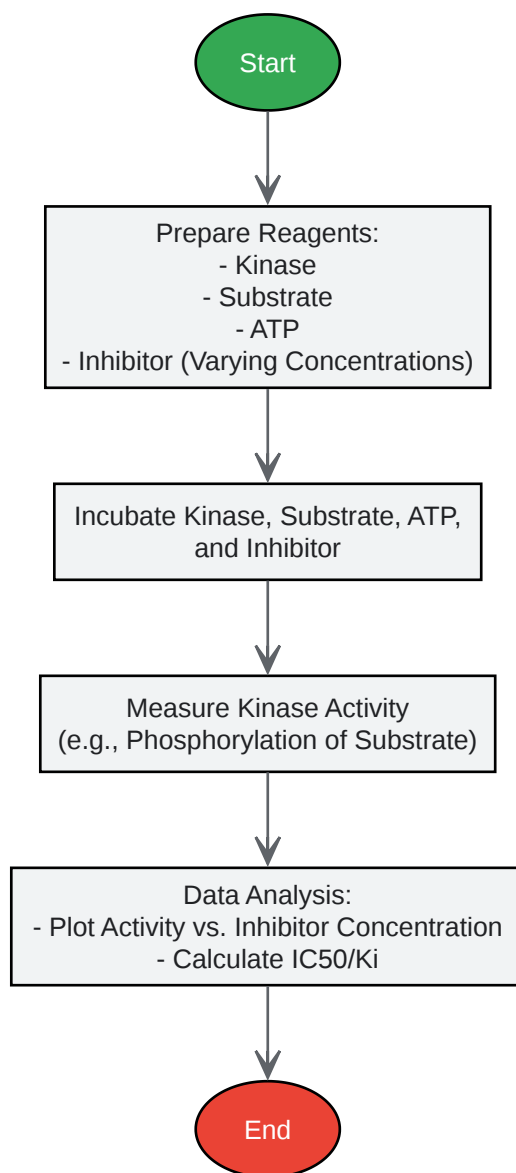 Start
Prepare Reagents:
- Kinase
- Substrate
- ATP
- Inhibitor (Varying Concentrations)
Incubate Kinase, Substrate, ATP,
and Inhibitor
Measure Kinase Activity
(e.g., Phosphorylation of Substrate)
Data Analysis:
- Plot Activity vs. Inhibitor Concentration
- Calculate IC50/Ki
End